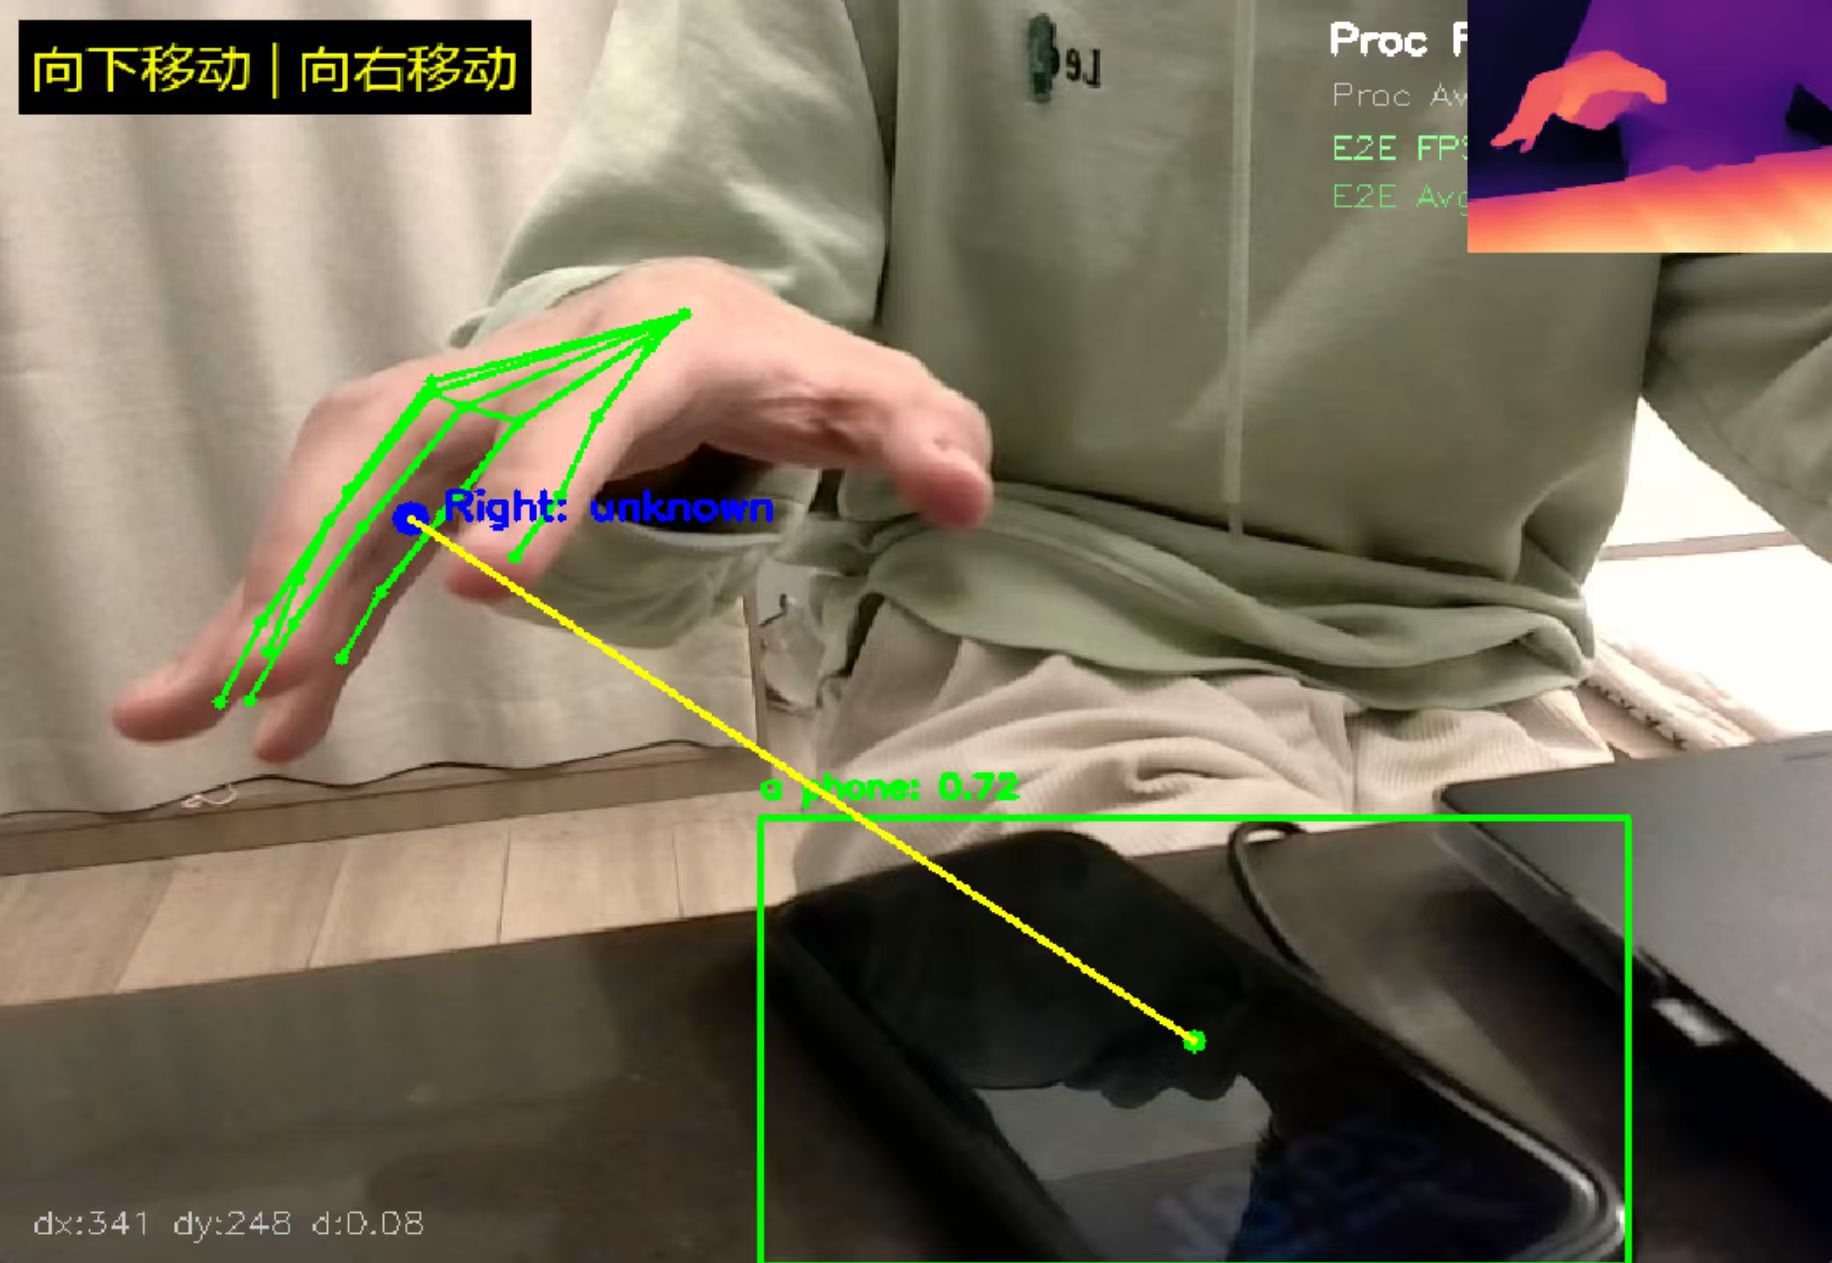 向下移动 | 向右移动
Proc
Proc
E2E
E2E
Right: unknown
a phone: 0.72
dx:341 dy:248 d:0.08